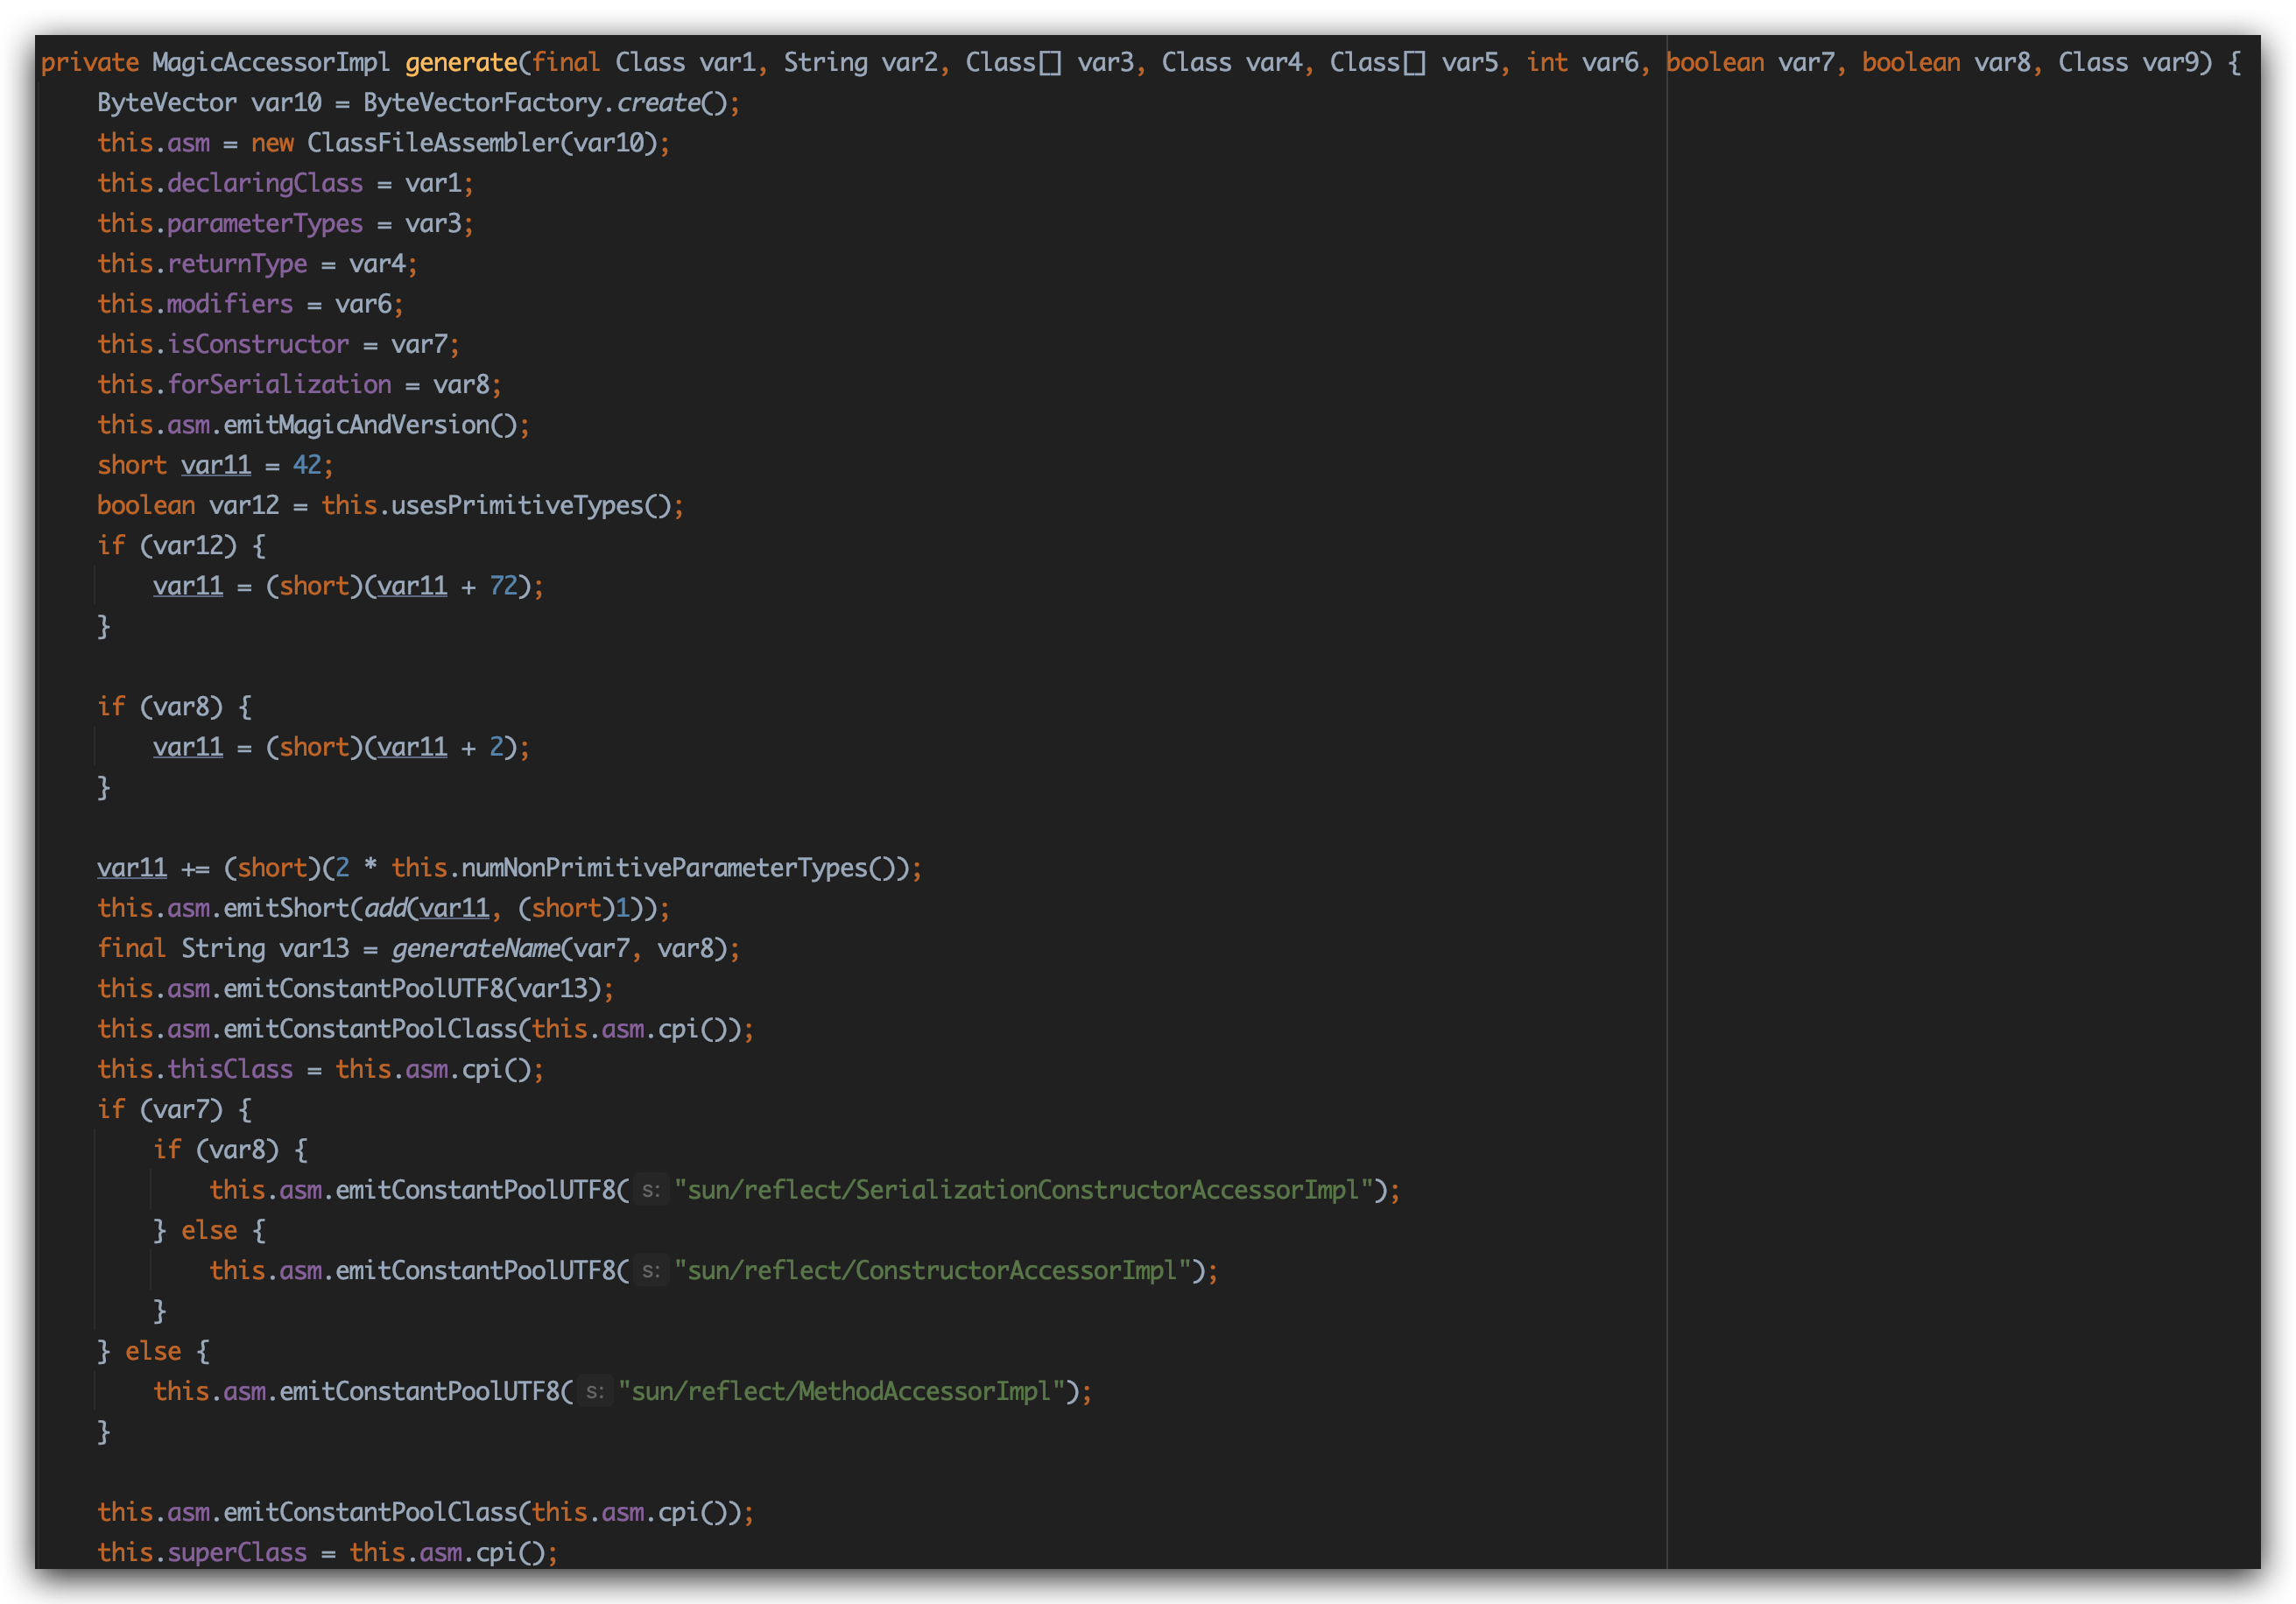 private MagicAccessorImpl generate(final Class var1, String var2, Class[] var3, Class var4, Class[] var5, int var6, boolean var7, boolean var8, Class var9) {
    ByteVector var10 = ByteVectorFactory.create();
    this.asm = new ClassFileAssembler(var10);
    this.declaringClass = var1;
    this.parameterTypes = var3;
    this.returnType = var4;
    this.modifiers = var6;
    this.isConstructor = var7;
    this.forSerialization = var8;
    this.asm.emitMagicAndVersion();
    short var11 = 42;
    boolean var12 = this.usesPrimitiveTypes();
    if (var12) {
        var11 = (short)(var11 + 72);
    }
    if (var8) {
        var11 = (short)(var11 + 2);
    }
    var11 += (short)(2 * this.numNonPrimitiveParameterTypes());
    this.asm.emitShort(add(var11, (short)1));
    final String var13 = generateName(var7, var8);
    this.asm.emitConstantPoolUTF8(var13);
    this.asm.emitConstantPoolClass(this.asm.cpi());
    this.thisClass = this.asm.cpi();
    if (var7) {
        if (var8) {
            this.asm.emitConstantPoolUTF8( s: "sun/reflect/SerializationConstructorAccessorImpl");
        } else {
            this.asm.emitConstantPoolUTF8( s: "sun/reflect/ConstructorAccessorImpl");
        }
    } else {
        this.asm.emitConstantPoolUTF8( s: "sun/reflect/MethodAccessorImpl");
    }
    this.asm.emitConstantPoolClass(this.asm.cpi());
    this.superClass = this.asm.cpi();